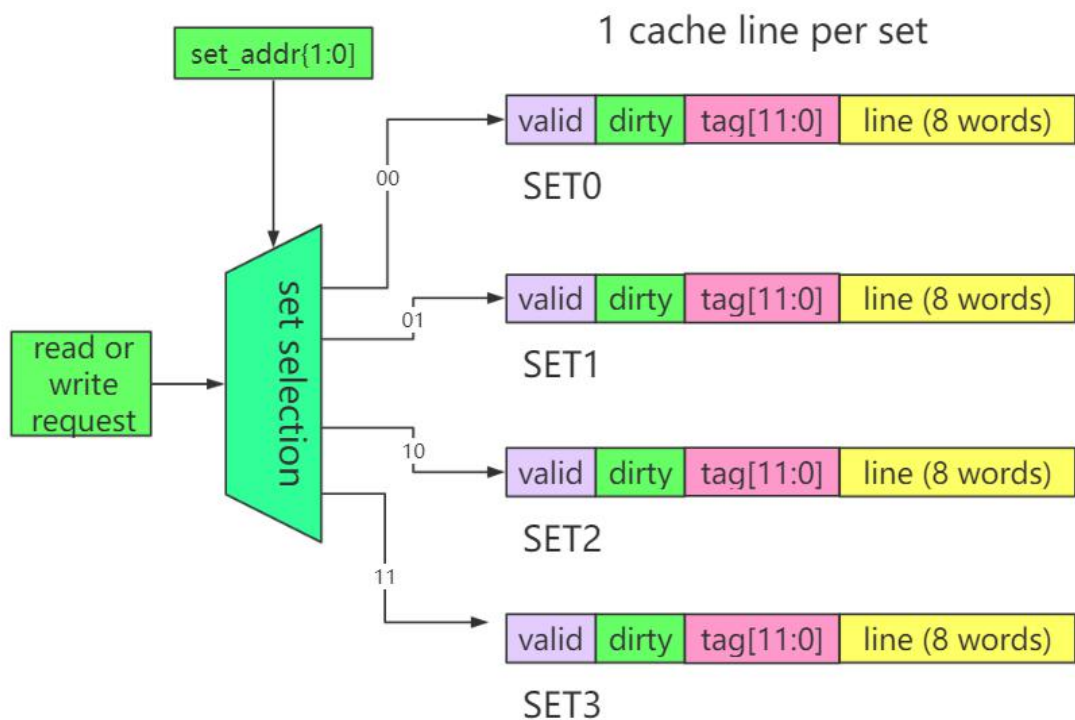 1 cache line per set
set_addr{1:0]
valid dirty tag[11:0] line (8 words)
00
SET0
set selection
valid dirty tag[11:0] line (8 words)
01
SET1
read or
write
request
valid dirty tag[11:0] line (8 words)
10
SET2
11
valid dirty tag[11:0] line (8 words)
SET3